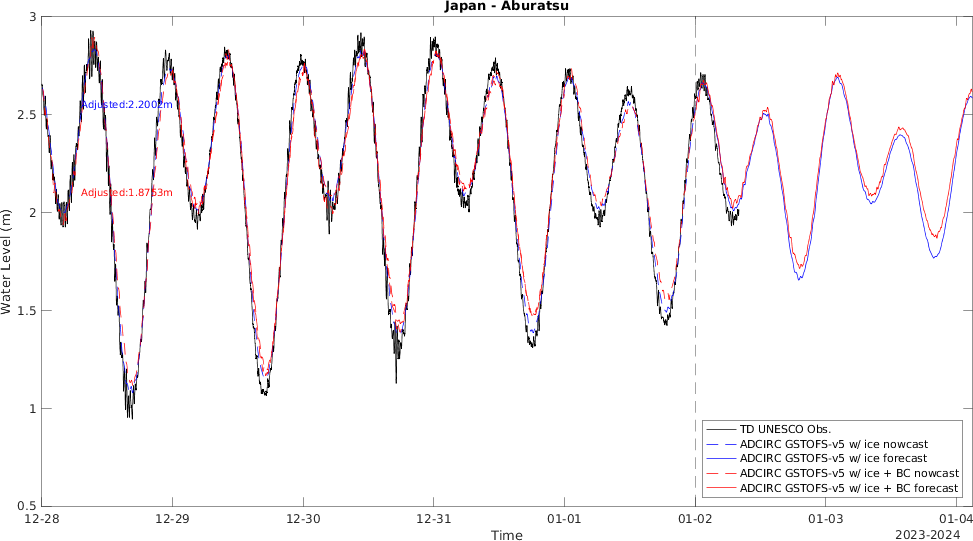 Japan - Aburatsu
3
2.5
2
1.5
1
0.5
Water Level (m)
Adjusted:2.2002m
Adjusted:1.8763m
TD UNESCO Obs.
ADCIRC GSTOFS-v5 w/ ice nowcast
ADCIRC GSTOFS-v5 w/ ice forecast
ADCIRC GSTOFS-v5 w/ ice + BC nowcast
ADCIRC GSTOFS-v5 w/ ice + BC forecast
12-28 12-29 12-30 12-31 01-01 01-02 01-03 01-04
Time
2023-2024